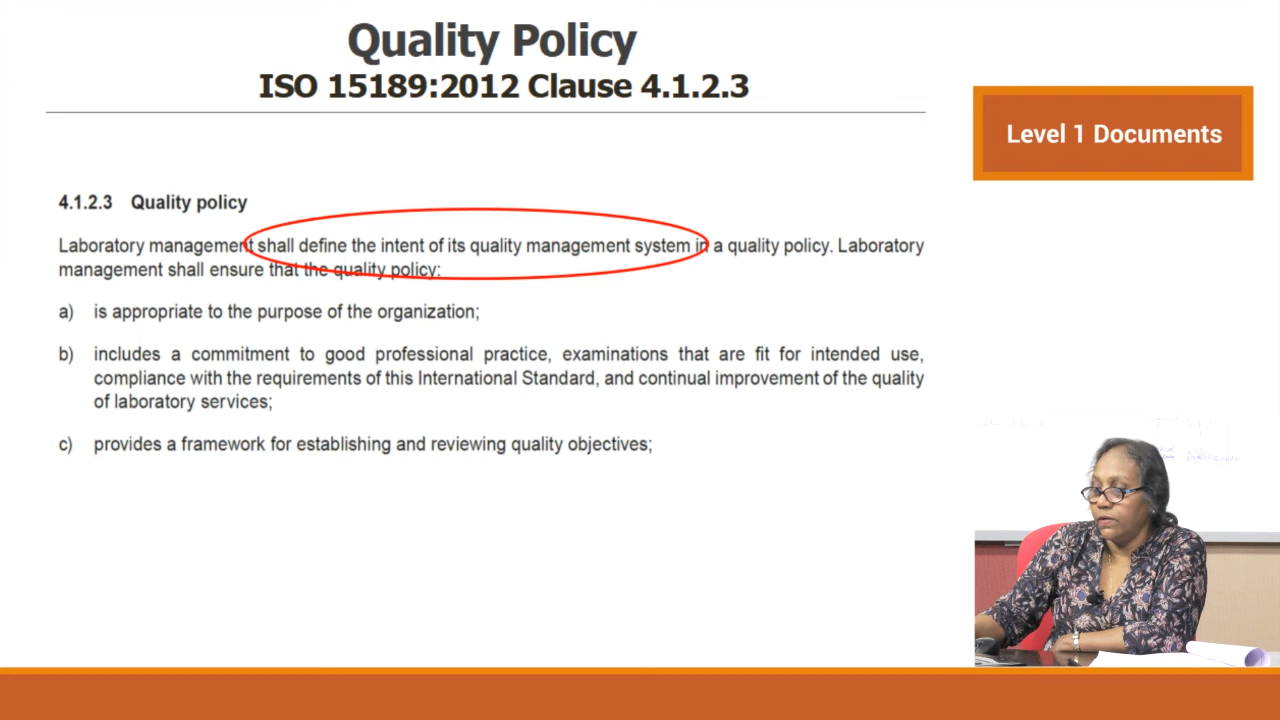 Quality Policy
ISO 15189:2012 Clause 4.1.2.3
Level 1 Documents
4.1.2.3 Quality policy
Laboratory management shall define the intent of its quality management system in a quality policy. Laboratory
management shall ensure that the quality policy:
a) is appropriate to the purpose of the organization;
b) includes a commitment to good professional practice, examinations that are fit for intended use,
compliance with the requirements of this International Standard, and continual improvement of the quality
of laboratory services;
c) provides a framework for establishing and reviewing quality objectives;